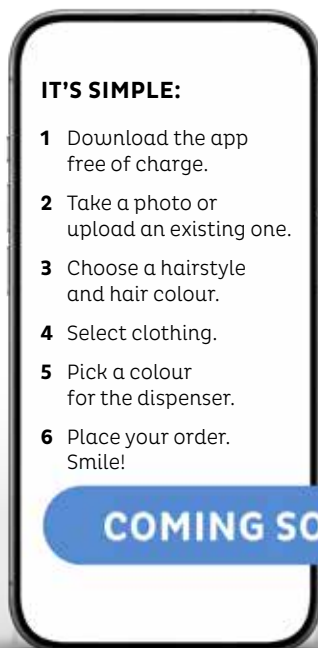 IT'S SIMPLE:
1 Download the app
free of charge.
2 Take a photo or
upload an existing one.
3 Choose a hairstyle
and hair colour.
4 Select clothing.
5 Pick a colour
for the dispenser.
6 Place your order.
Smile!
COMING SO